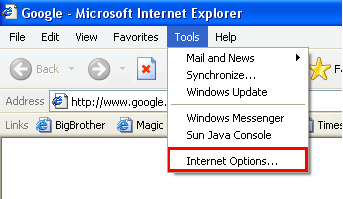 Google - Microsoft Internet Explorer
File Edit View Favorites Tools Help
Mail and News
Synchronize...
Windows Update
Windows Messenger
Sun Java Console
Internet Options...
Back
Address http://www.google.
Links BigBrother Magic Times